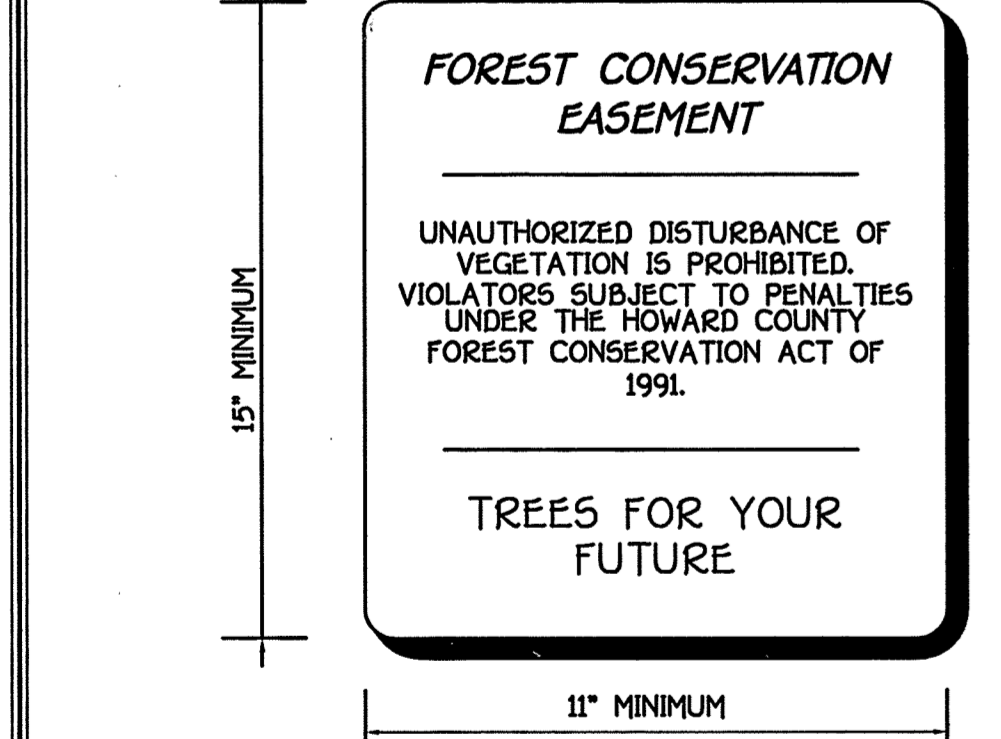 FOREST CONSERVATION
EASEMENT
UNAUTHORIZED DISTURBANCE OF
VEGETATION IS PROHIBITED.
VIOLATORS SUBJECT TO PENALTIES
UNDER THE HOWARD COUNTY
FOREST CONSERVATION ACT OF
1991.
TREES FOR YOUR
FUTURE
15" MINIMUM
11" MINIMUM